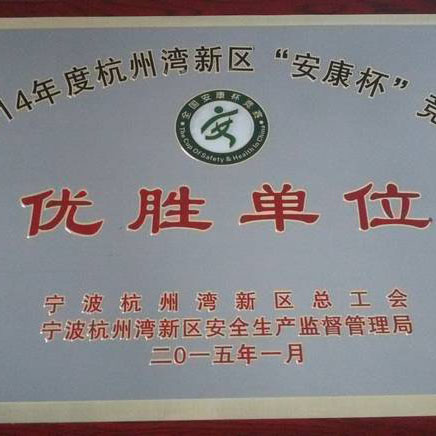 14年度杭州湾新区“安康杯”竞
全国安康杯竞赛
The Cup Of Safety & Health In China
优胜单位
宁波杭州湾新区总工会
宁波杭州湾新区安全生产监督管理局
二〇一五年一月